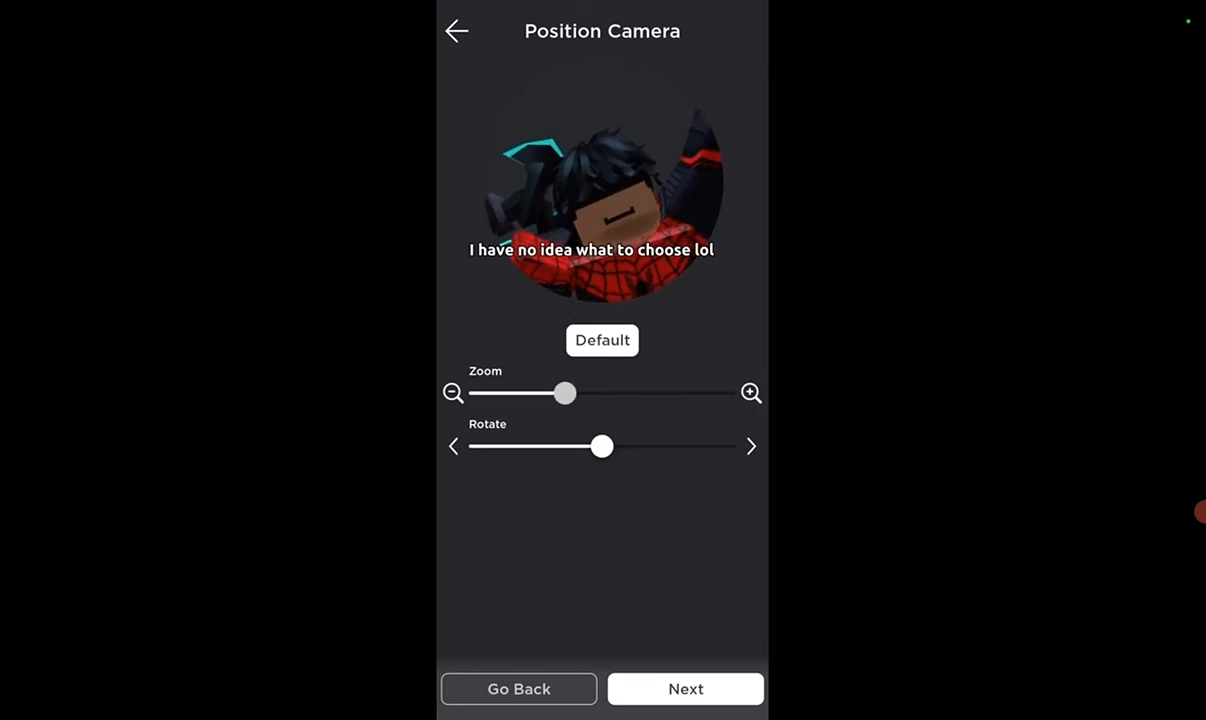 Position Camera
I have no idea what to choose lol
Default
Zoom
Rotate
Go Back
Next